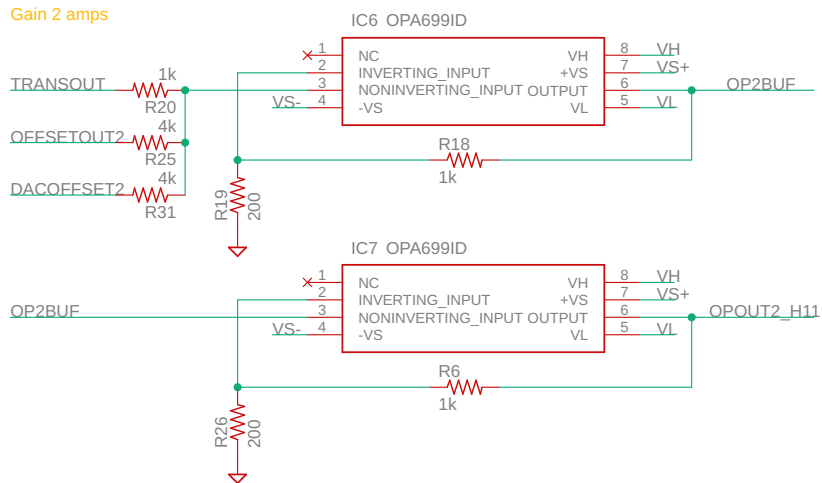 Gain 2 amps
IC6 OPA699ID
1 NC VH 8 VH
2 INVERTING_INPUT +VS 7 VS+
TRANSOUT 1k R20 3 NONINVERTING_INPUT OUTPUT 6 OP2BUF
VS- 4 -VS VL 5 VL
OFFSETOUT2 4k R25
R18 1k
DACOFFSET2 4k R31
R19 200
IC7 OPA699ID
1 NC VH 8 VH
2 INVERTING_INPUT +VS 7 VS+
OP2BUF 3 NONINVERTING_INPUT OUTPUT 6 OPOUT2_H11
VS- 4 -VS VL 5 VL
R6 1k
R26 200